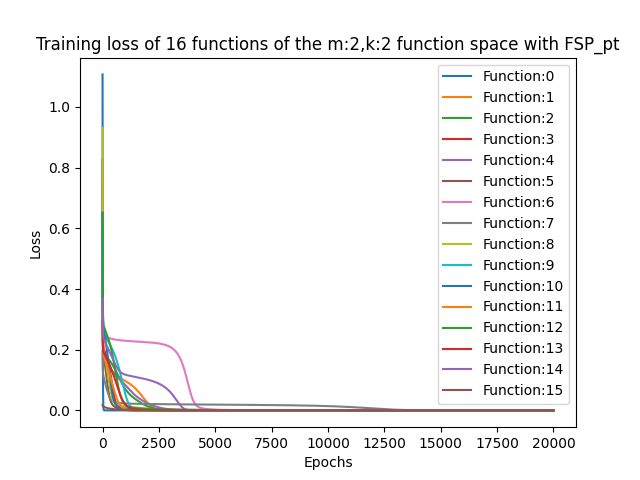 Training loss of 16 functions of the m:2,k:2 function space with FSP_pt
Loss
1.0
0.8
0.6
0.4
0.2
0.0
Function:0
Function:1
Function:2
Function:3
Function:4
Function:5
Function:6
Function:7
Function:8
Function:9
Function:10
Function:11
Function:12
Function:13
Function:14
Function:15
0 2500 5000 7500 10000 12500 15000 17500 20000
Epochs